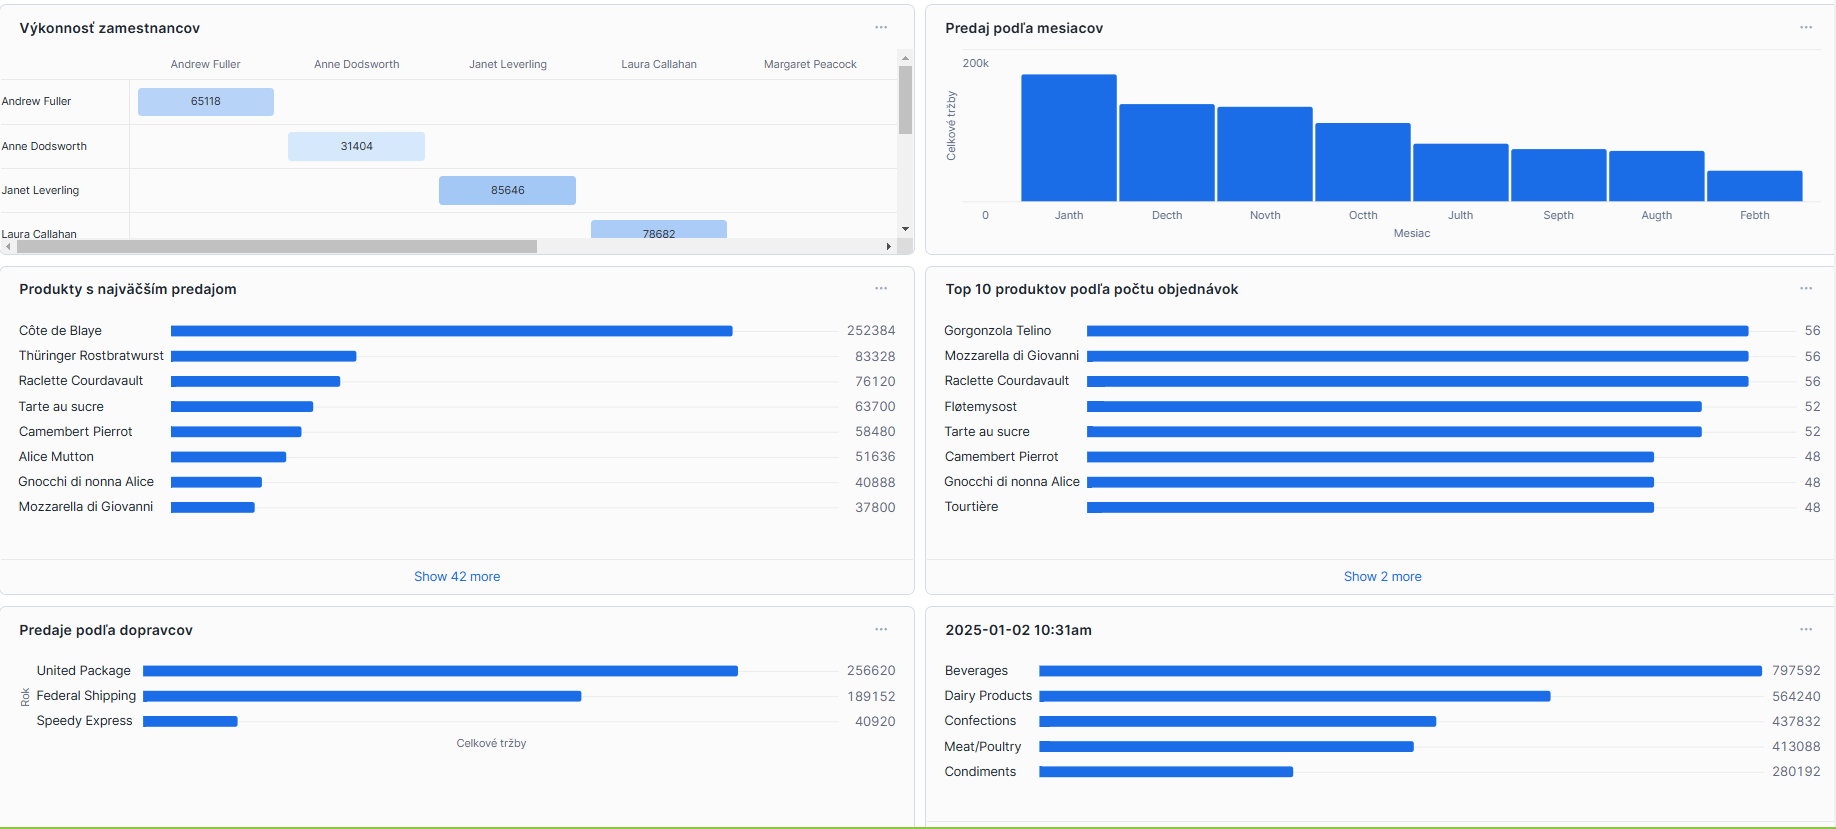 Výkonnosť zamestnancov
Andrew Fuller Anne Dodsworth Janet Leverling Laura Callahan Margaret Peacock
Andrew Fuller 65118
Anne Dodsworth 31404
Janet Leverling 85646
Laura Callahan 78682
Predaj podľa mesiacov
200k
Celkové tržby
0 Janth Decth Novth Octth Julth Septh Augth Febth
Mesiac
Produkty s najväčším predajom
Côte de Blaye 252384
Thüringer Rostbratwurst 83328
Raclette Courdavault 76120
Tarte au sucre 63700
Camembert Pierrot 58480
Alice Mutton 51636
Gnocchi di nonna Alice 40888
Mozzarella di Giovanni 37800
Show 42 more
Top 10 produktov podľa počtu objednávok
Gorgonzola Telino 56
Mozzarella di Giovanni 56
Raclette Courdavault 56
Fløtemysost 52
Tarte au sucre 52
Camembert Pierrot 48
Gnocchi di nonna Alice 48
Tourtière 48
Show 2 more
Predaje podľa dopravcov
Rok
United Package 256620
Federal Shipping 189152
Speedy Express 40920
Celkové tržby
2025-01-02 10:31am
Beverages 797592
Dairy Products 564240
Confections 437832
Meat/Poultry 413088
Condiments 280192